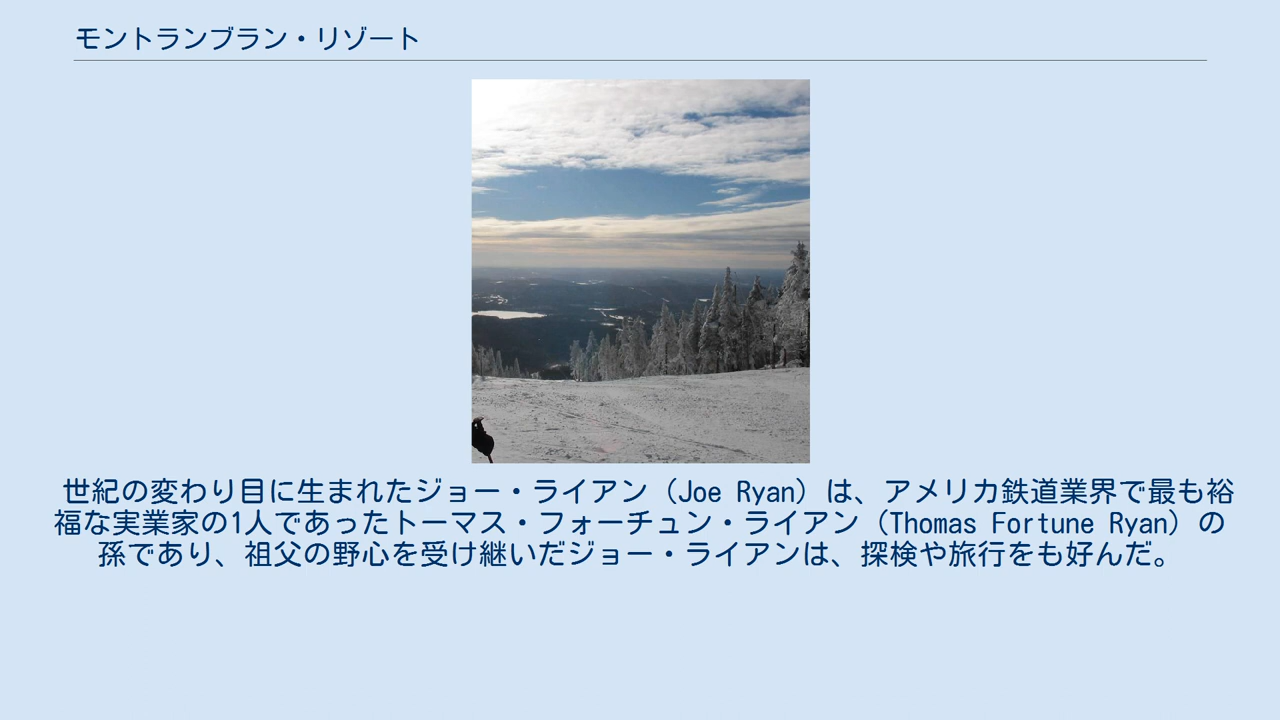 モントランブラン・リゾート
世紀の変わり目に生まれたジョー・ライアン（Joe Ryan）は、アメリカ鉄道業界で最も裕
福な実業家の1人であったトーマス・フォーチュン・ライアン（Thomas Fortune Ryan）の
孫であり、祖父の野心を受け継いだジョー・ライアンは、探検や旅行をも好んだ。